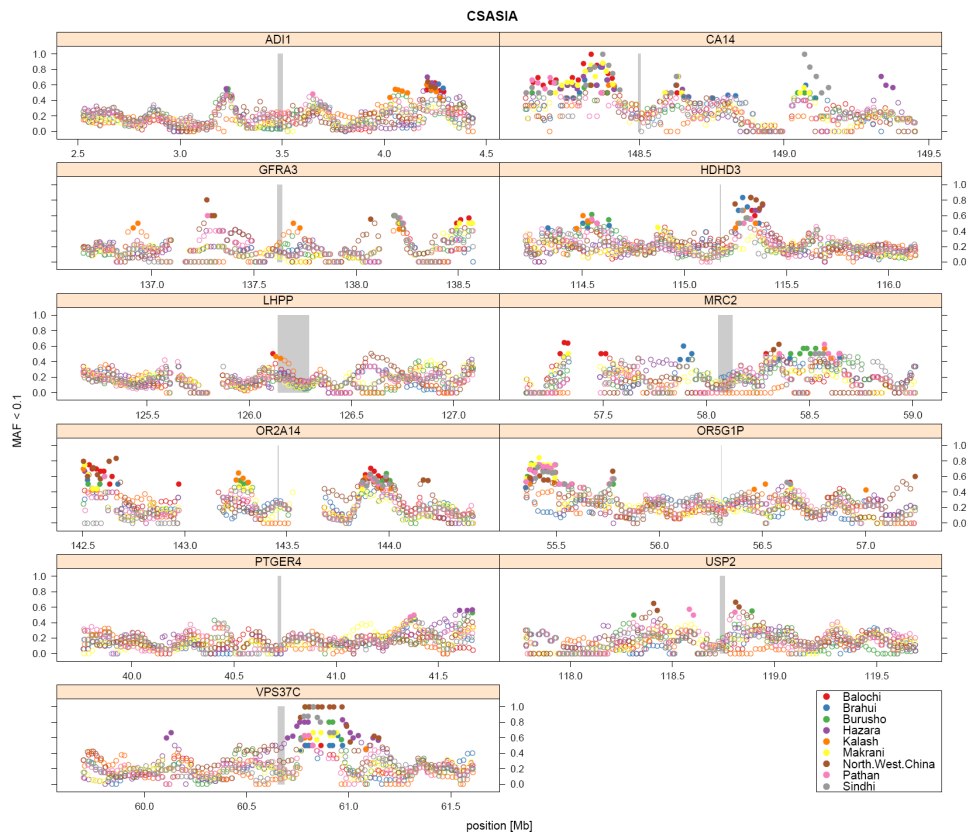 CSASIA
ADI1
CA14
1.0
0.8
0.6
0.4
0.2
0.0
2.5 3.0 3.5 4.0 4.5
148.5 149.0 149.5
GFRA3
HDHD3
1.0
0.8
0.6
0.4
0.2
0.0
137.0 137.5 138.0 138.5
114.5 115.0 115.5 116.0
LHPP
MRC2
1.0
0.8
0.6
0.4
0.2
0.0
125.5 126.0 126.5 127.0
57.5 58.0 58.5 59.0
OR2A14
OR5G1P
1.0
0.8
0.6
0.4
0.2
0.0
142.5 143.0 143.5 144.0
55.5 56.0 56.5 57.0
PTGER4
USP2
1.0
0.8
0.6
0.4
0.2
0.0
40.0 40.5 41.0 41.5
118.0 118.5 119.0 119.5
VPS37C
1.0
0.8
0.6
0.4
0.2
0.0
60.0 60.5 61.0 61.5
MAF < 0.1
position [Mb]
Balochi
Brahui
Burusho
Hazara
Kalash
Makrani
North.West.China
Pathan
Sindhi